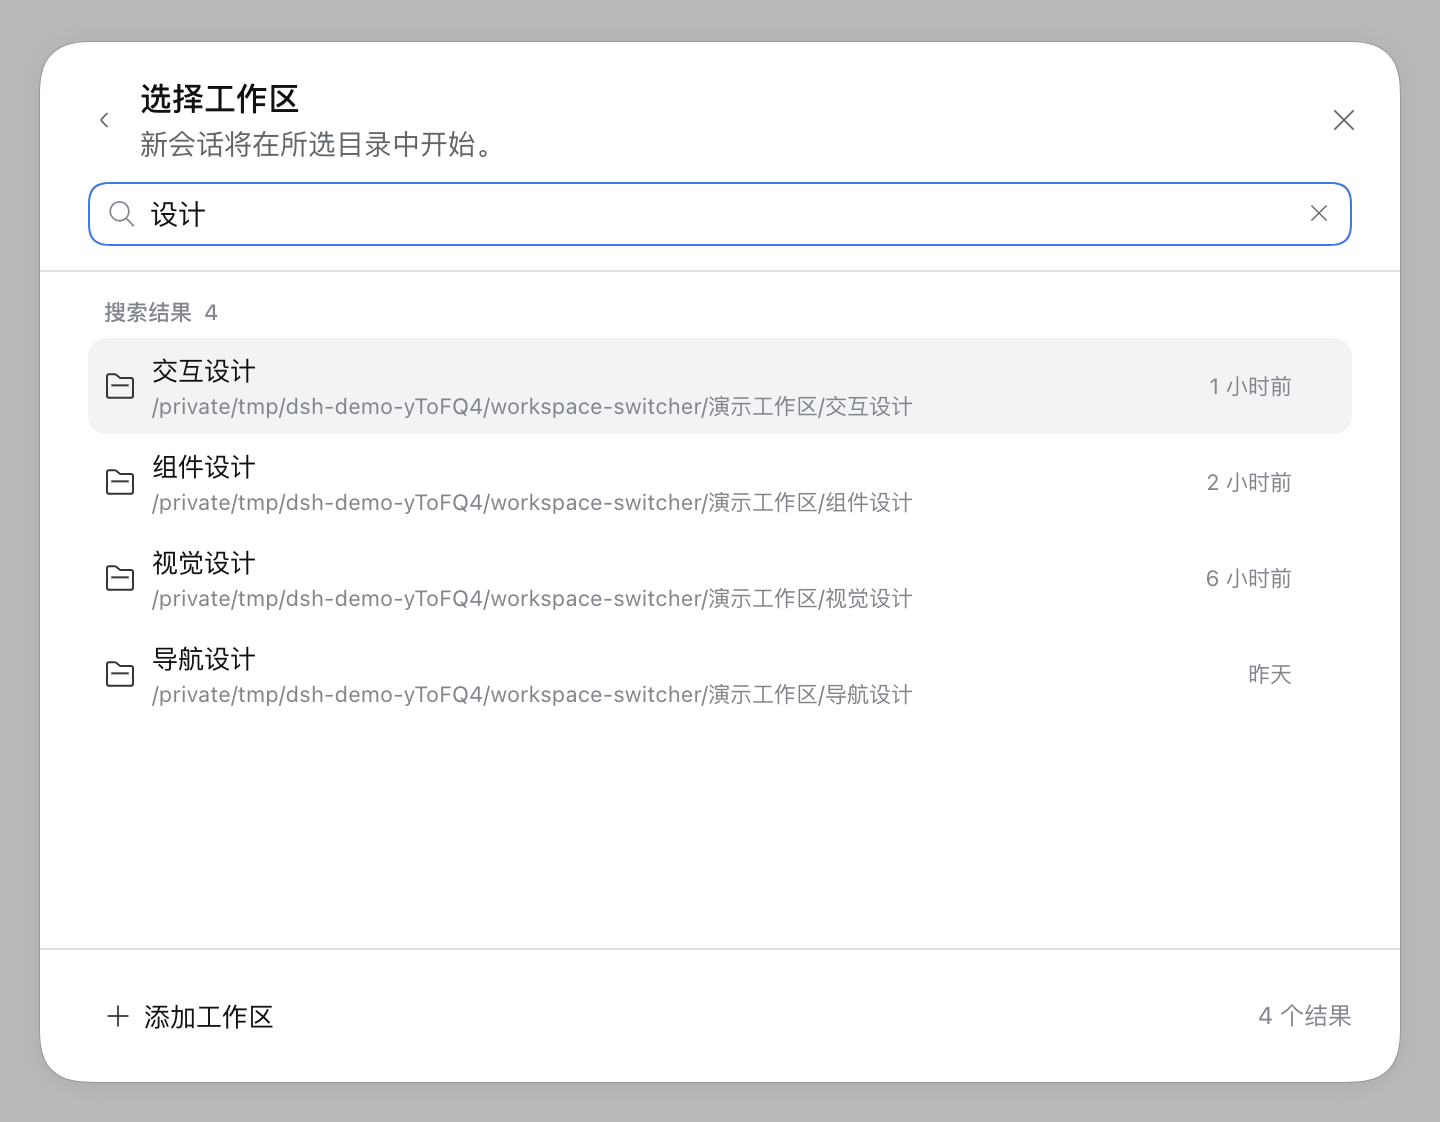 选择工作区
新会话将在所选目录中开始。
设计
搜索结果 4
交互设计
/private/tmp/dsh-demo-yToFQ4/workspace-switcher/演示工作区/交互设计
1 小时前
组件设计
/private/tmp/dsh-demo-yToFQ4/workspace-switcher/演示工作区/组件设计
2 小时前
视觉设计
/private/tmp/dsh-demo-yToFQ4/workspace-switcher/演示工作区/视觉设计
6 小时前
导航设计
/private/tmp/dsh-demo-yToFQ4/workspace-switcher/演示工作区/导航设计
昨天
添加工作区
4 个结果